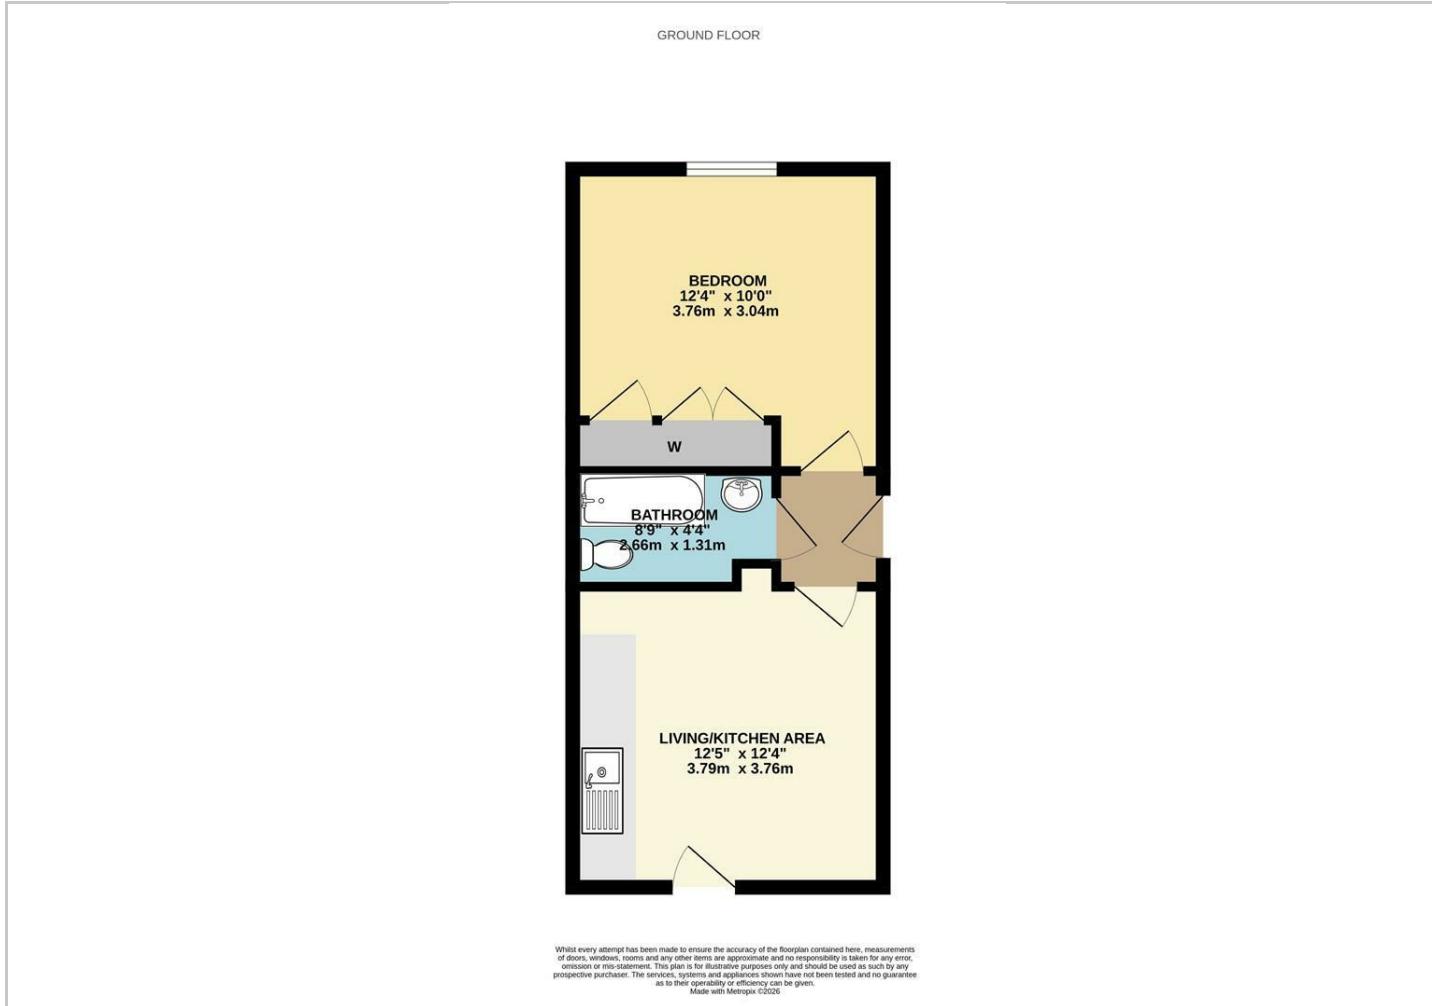 GROUND FLOOR
BEDROOM
12'4" x 10'0"
3.76m x 3.04m
W
BATHROOM
8'9" x 4'4"
2.66m x 1.31m
LIVING/KITCHEN AREA
12'5" x 12'4"
3.79m x 3.76m
Whilst every attempt has been made to ensure the accuracy of the floorplan contained here, measurements
of doors, windows, rooms and any other items are approximate and no responsibility is taken for any error,
omission or mis-statement. This plan is for illustrative purposes only and should be used as such by any
prospective purchaser. The services, systems and appliances shown have not been tested and no guarantee
as to their operability or efficiency can be given.
Made with Metropix ©2026